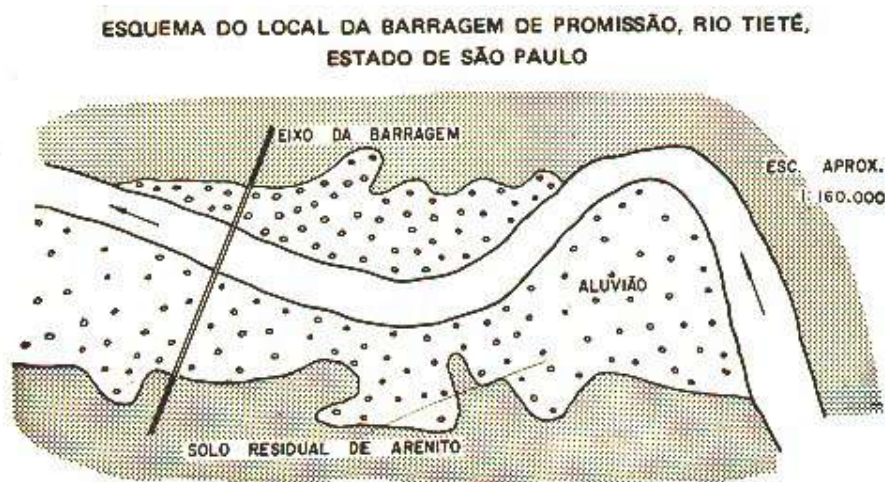 ESQUEMA DO LOCAL DA BARRAGEM DE PROMISSÃO, RIO TIETÊ,
ESTADO DE SÃO PAULO
EIXO DA BARRAGEM
ESC. APROX.
1:160.000
ALUVIÃO
SOLO RESIDUAL DE ARENITO